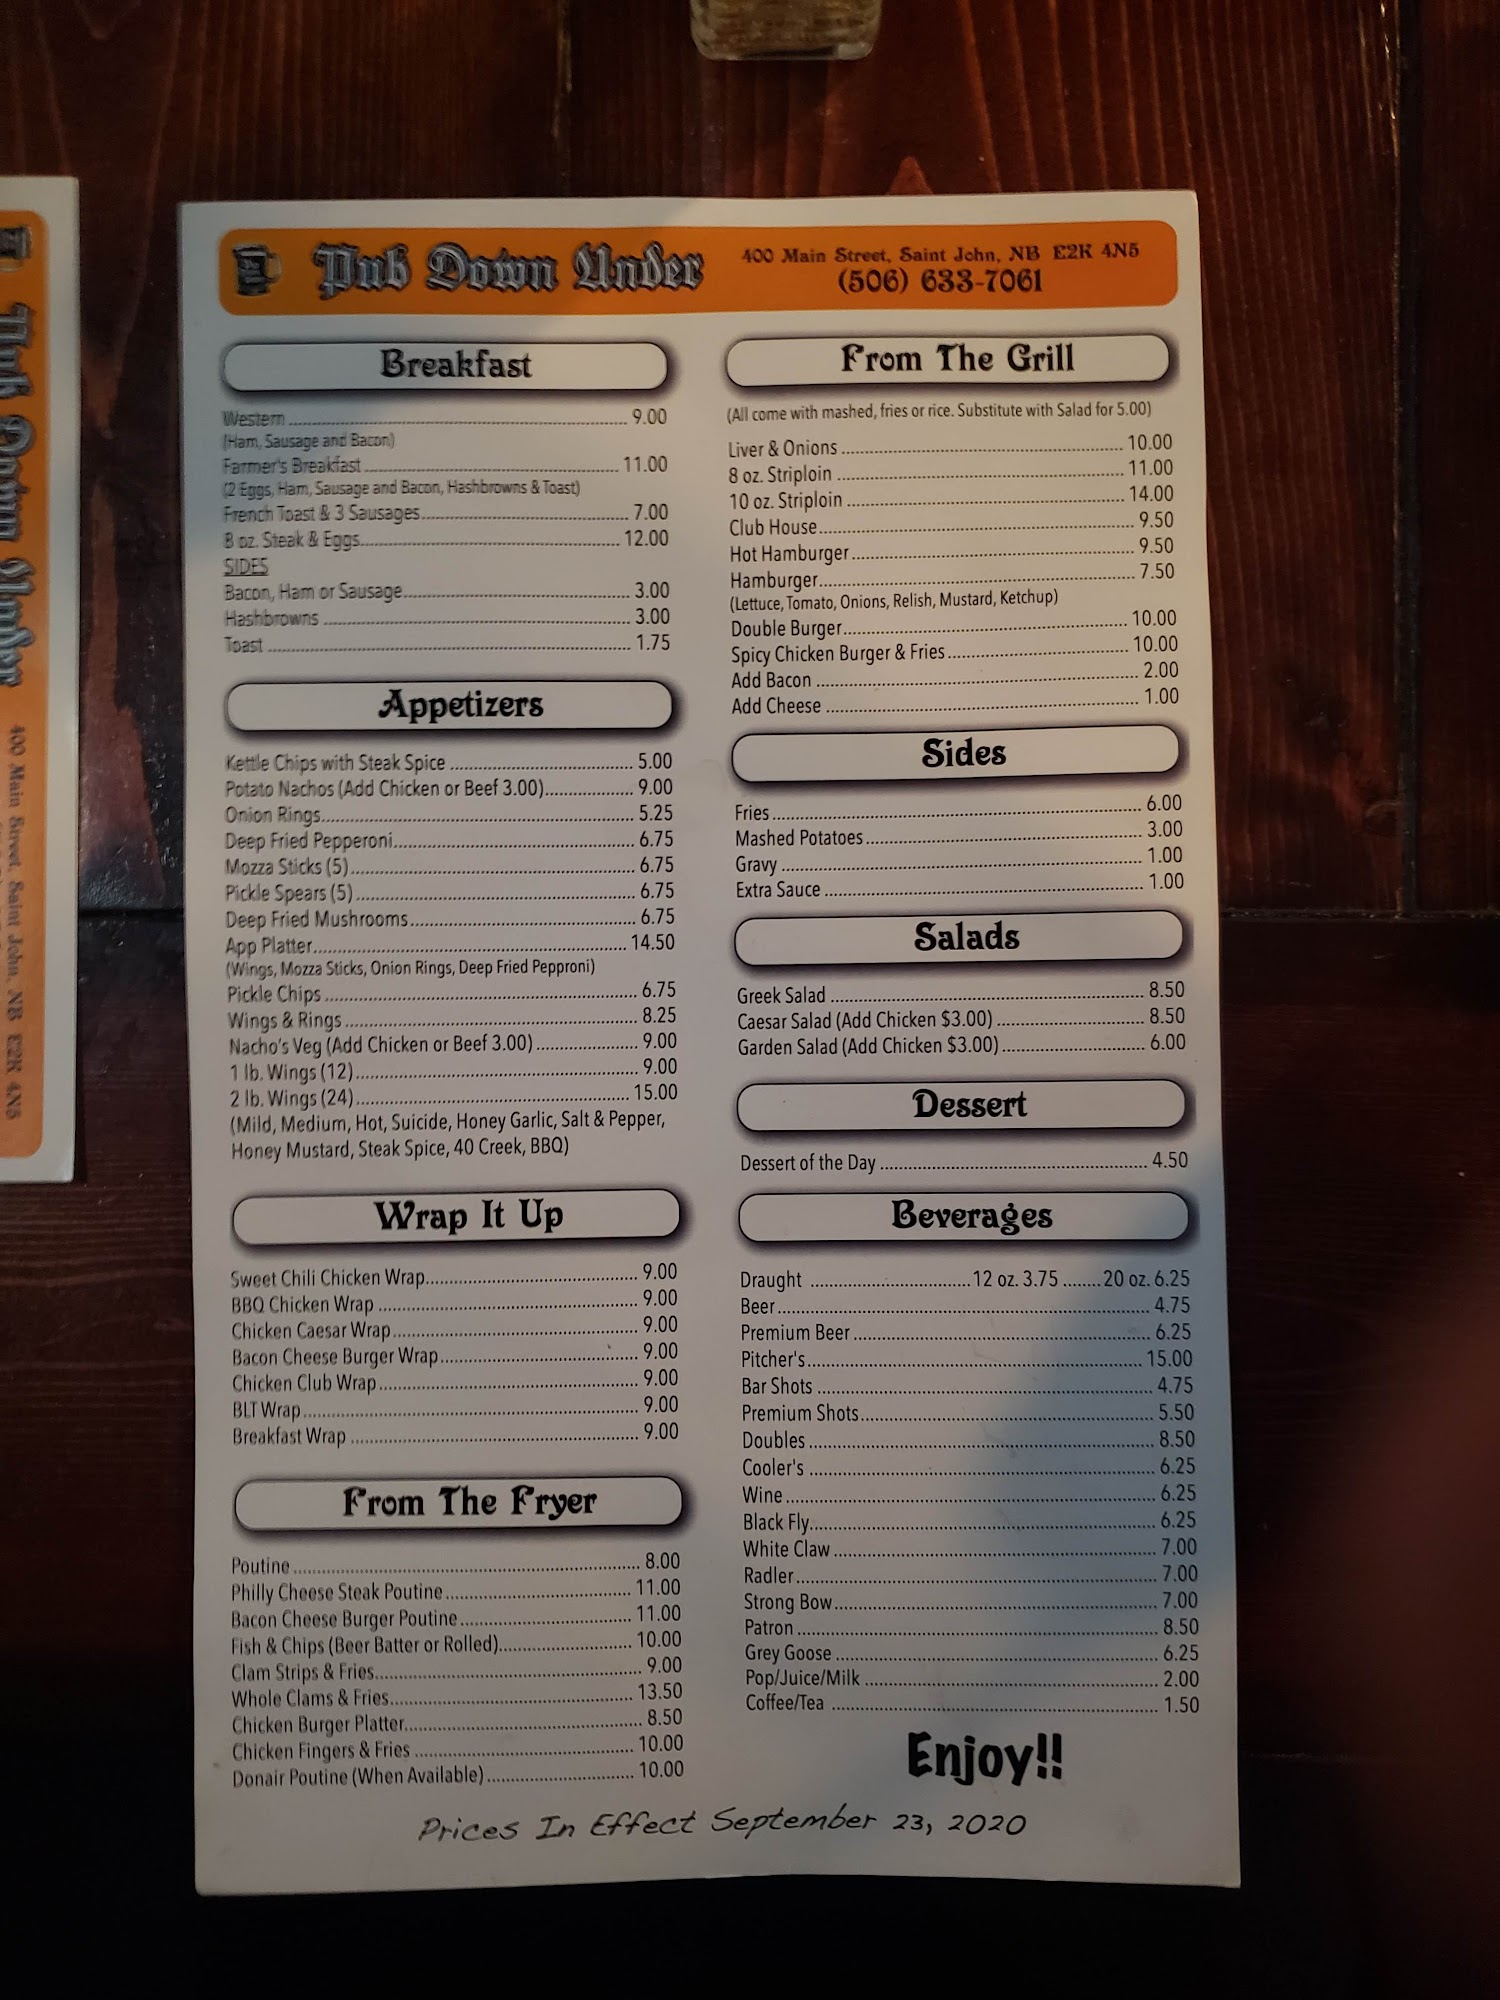 Pub Down Under
400 Main Street, Saint John, NB E2K 4N5
(506) 633-7061
Breakfast
Western 9.00
(Ham, Sausage and Bacon)
Farmer's Breakfast 11.00
(2 Eggs, Ham, Sausage and Bacon, Hashbrowns & Toast)
French Toast & 3 Sausages 7.00
8 oz. Steak & Eggs 12.00
SIDES
Bacon, Ham or Sausage 3.00
Hashbrowns 3.00
Toast 1.75
Appetizers
Kettle Chips with Steak Spice 5.00
Potato Nachos (Add Chicken or Beef 3.00) 9.00
Onion Rings 5.25
Deep Fried Pepperoni 6.75
Mozza Sticks (5) 6.75
Pickle Spears (5) 6.75
Deep Fried Mushrooms 6.75
App Platter 14.50
(Wings, Mozza Sticks, Onion Rings, Deep Fried Pepproni)
Pickle Chips 6.75
Wings & Rings 8.25
Nacho's Veg (Add Chicken or Beef 3.00) 9.00
1 lb. Wings (12) 9.00
2 lb. Wings (24) 15.00
(Mild, Medium, Hot, Suicide, Honey Garlic, Salt & Pepper,
Honey Mustard, Steak Spice, 40 Creek, BBQ)
Wrap It Up
Sweet Chili Chicken Wrap 9.00
BBQ Chicken Wrap 9.00
Chicken Caesar Wrap 9.00
Bacon Cheese Burger Wrap 9.00
Chicken Club Wrap 9.00
BLT Wrap 9.00
Breakfast Wrap 9.00
From The Fryer
Poutine 8.00
Philly Cheese Steak Poutine 11.00
Bacon Cheese Burger Poutine 11.00
Fish & Chips (Beer Batter or Rolled) 10.00
Clam Strips & Fries 9.00
Whole Clams & Fries 13.50
Chicken Burger Platter 8.50
Chicken Fingers & Fries 10.00
Donair Poutine (When Available) 10.00
From The Grill
(All come with mashed, fries or rice. Substitute with Salad for 5.00)
Liver & Onions 10.00
8 oz. Striploin 11.00
10 oz. Striploin 14.00
Club House 9.50
Hot Hamburger 9.50
Hamburger 7.50
(Lettuce, Tomato, Onions, Relish, Mustard, Ketchup)
Double Burger 10.00
Spicy Chicken Burger & Fries 10.00
Add Bacon 2.00
Add Cheese 1.00
Sides
Fries 6.00
Mashed Potatoes 3.00
Gravy 1.00
Extra Sauce 1.00
Salads
Greek Salad 8.50
Caesar Salad (Add Chicken $3.00) 8.50
Garden Salad (Add Chicken $3.00) 6.00
Dessert
Dessert of the Day 4.50
Beverages
Draught 12 oz. 3.75 20 oz. 6.25
Beer 4.75
Premium Beer 6.25
Pitcher's 15.00
Bar Shots 4.75
Premium Shots 5.50
Doubles 8.50
Cooler's 6.25
Wine 6.25
Black Fly 6.25
White Claw 7.00
Radler 7.00
Strong Bow 7.00
Patron 8.50
Grey Goose 6.25
Pop/Juice/Milk 2.00
Coffee/Tea 1.50
Enjoy!!
Prices In Effect September 23, 2020
Pub Down Under
400 Main Street, Saint John, NB E2K 4N5